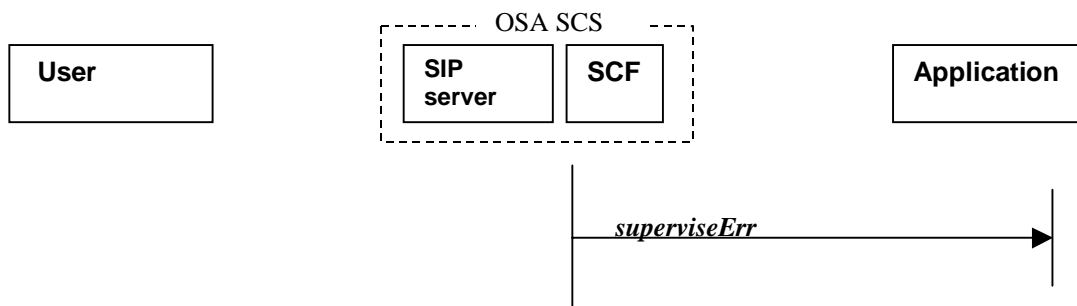 OSA SCS
User
SIP
server
SCF
Application
superviseErr